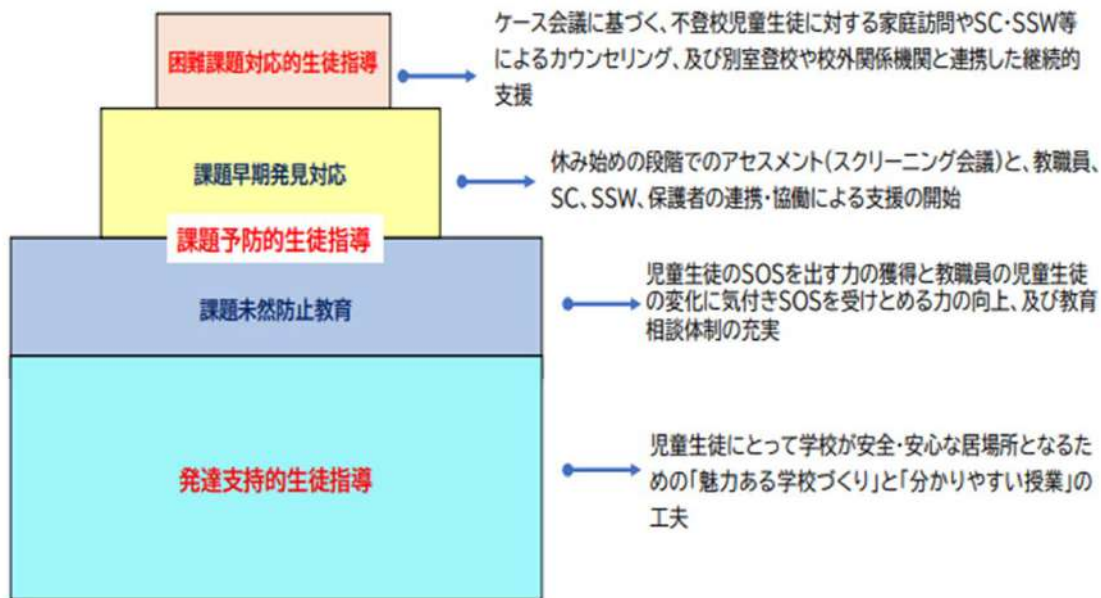 困難課題対応的生徒指導
ケース会議に基づく、不登校児童生徒に対する家庭訪問やSC・SSW等
によるカウンセリング、及び別室登校や校外関係機関と連携した継続的
支援
課題早期発見対応
休み始めの段階でのアセスメント(スクリーニング会議)と、教職員、
SC、SSW、保護者の連携・協働による支援の開始
課題予防的生徒指導
課題未然防止教育
児童生徒のSOSを出す力の獲得と教職員の児童生徒
の変化に気付きSOSを受けとめる力の向上、及び教育
相談体制の充実
発達支持的生徒指導
児童生徒にとって学校が安全・安心な居場所となるた
めの「魅力ある学校づくり」と「分かりやすい授業」の
工夫